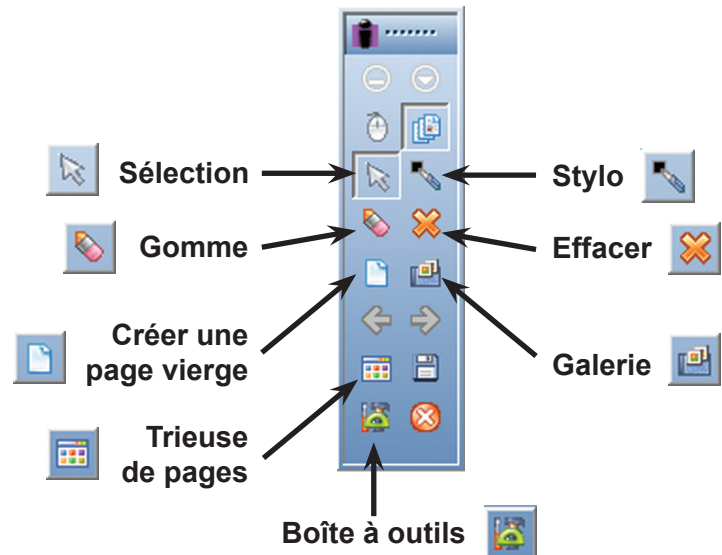 Sélection
Stylo
Gomme
Effacer
Créer une
page vierge
Galerie
Trieuse
de pages
Boîte à outils